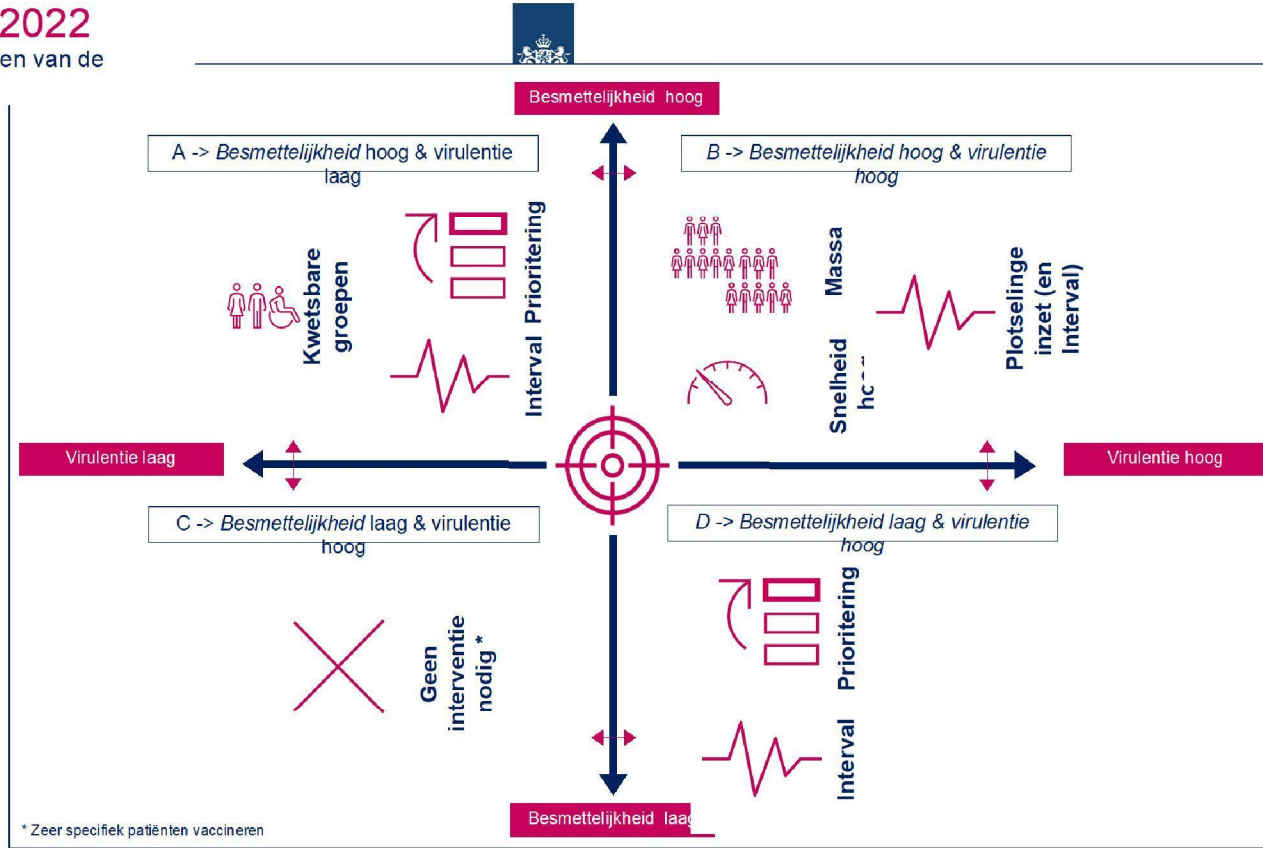 2022
en van de
Besmettelijkheid hoog
A -> Besmettelijkheid hoog & virulentie
laag
B -> Besmettelijkheid hoog & virulentie
hoog
Kwetsbare
groepen
Prioritering
Interval
Massa
Snelheid
Plotselinge
inzet (en
Interval)
Virulentie laag
Virulentie hoog
C -> Besmettelijkheid laag & virulentie
hoog
D -> Besmettelijkheid laag & virulentie
hoog
Geen
interventie
nodig *
Prioritering
Interval
Besmettelijkheid laag
* Zeer specifiek patiënten vaccineren